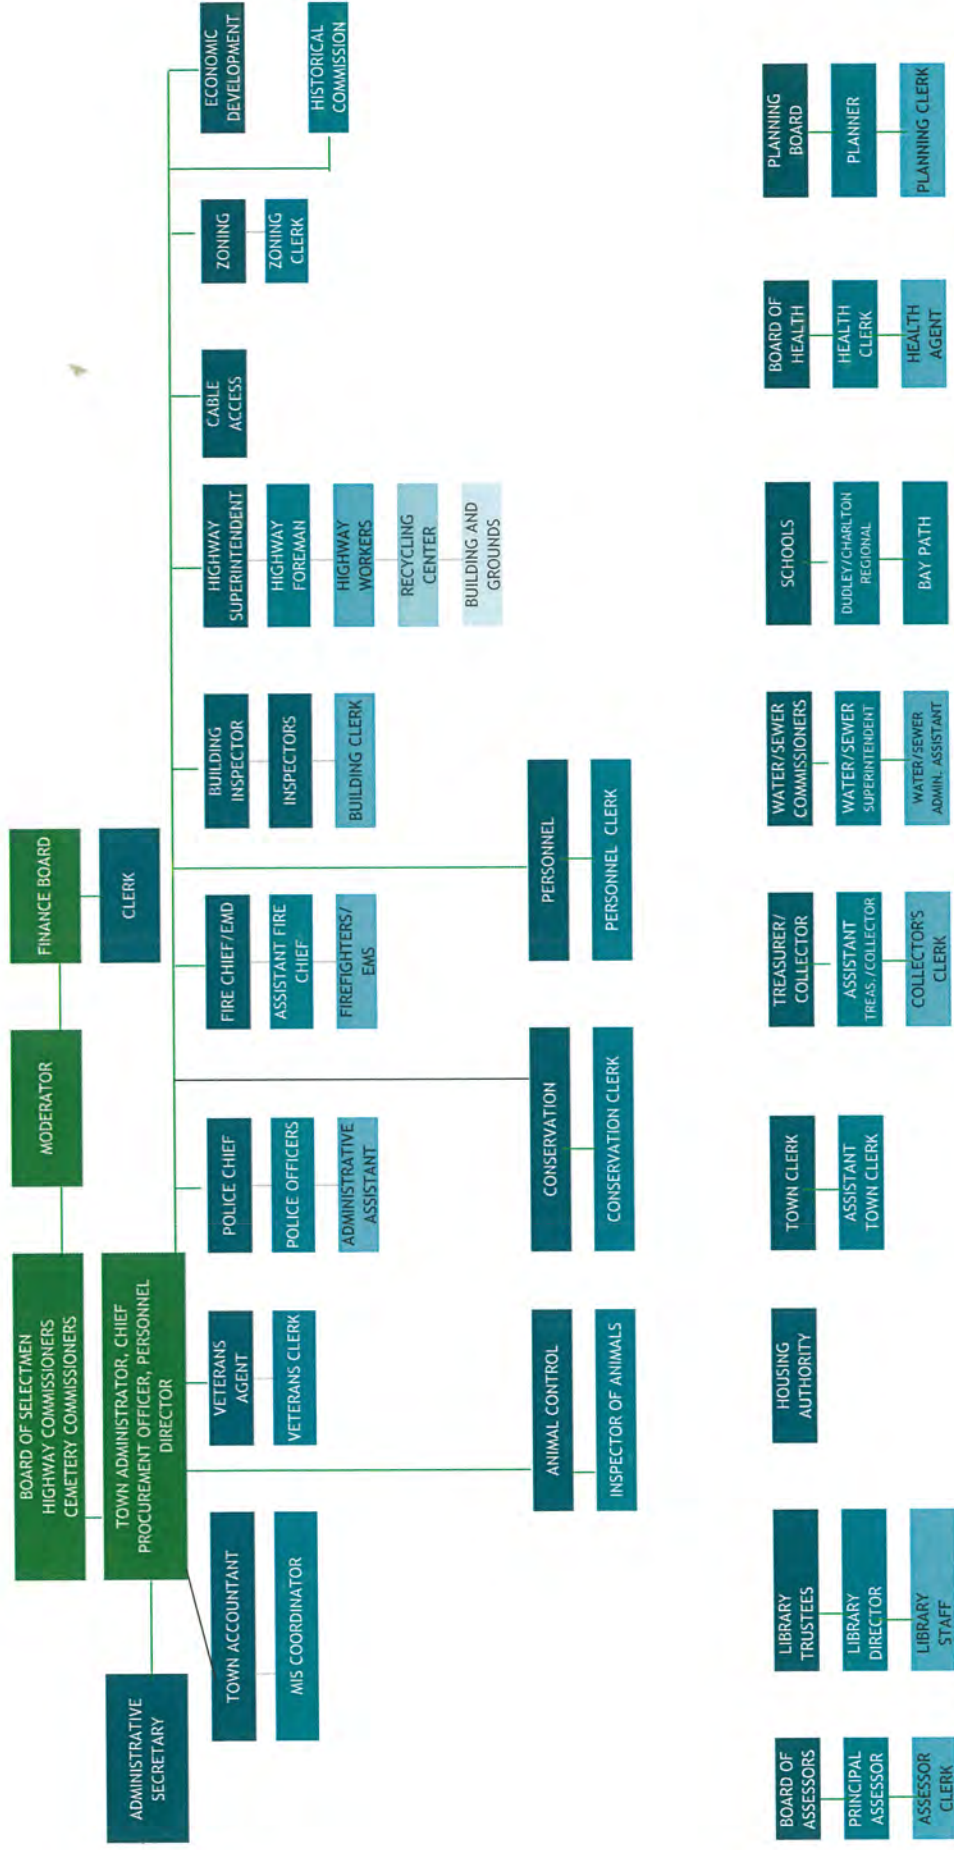 BOARD OF SELECTMEN
HIGHWAY COMMISSIONERS
CEMETERY COMMISSIONERS
MODERATOR
FINANCE BOARD
CLERK
ADMINISTRATIVE
SECRETARY
TOWN ADMINISTRATOR, CHIEF
PROCUREMENT OFFICER, PERSONNEL
DIRECTOR
TOWN ACCOUNTANT
MIS COORDINATOR
VETERANS
AGENT
VETERANS CLERK
POLICE CHIEF
POLICE OFFICERS
ADMINISTRATIVE
ASSISTANT
FIRE CHIEF/EMD
ASSISTANT FIRE
CHIEF
FIREFIGHTERS/
EMS
BUILDING
INSPECTOR
INSPECTORS
BUILDING CLERK
HIGHWAY
SUPERINTENDENT
HIGHWAY
FOREMAN
HIGHWAY
WORKERS
RECYCLING
CENTER
BUILDING AND
GROUNDS
CABLE
ACCESS
ZONING
ZONING
CLERK
ECONOMIC
DEVELOPMENT
HISTORICAL
COMMISSION
ANIMAL CONTROL
INSPECTOR OF ANIMALS
CONSERVATION
CONSERVATION CLERK
PERSONNEL
PERSONNEL CLERK
BOARD OF
ASSESSORS
PRINCIPAL
ASSESSOR
ASSESSOR
CLERK
LIBRARY
TRUSTEES
LIBRARY
DIRECTOR
LIBRARY
STAFF
HOUSING
AUTHORITY
TOWN CLERK
ASSISTANT
TOWN CLERK
TREASURER/
COLLECTOR
ASSISTANT
TREAS./COLLECTOR
COLLECTOR'S
CLERK
WATER/SEWER
COMMISSIONERS
WATER/SEWER
SUPERINTENDENT
WATER/SEWER
ADMIN. ASSISTANT
SCHOOLS
DUDLEY/CHARLTON
REGIONAL
BAY PATH
BOARD OF
HEALTH
HEALTH
CLERK
HEALTH
AGENT
PLANNING
BOARD
PLANNER
PLANNING CLERK